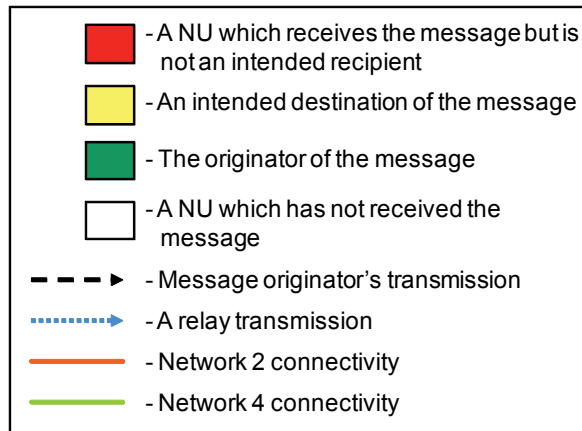 - A NU which receives the message but is
not an intended recipient
- An intended destination of the message
- The originator of the message
- A NU which has not received the
message
- Message originator's transmission
- A relay transmission
- Network 2 connectivity
- Network 4 connectivity